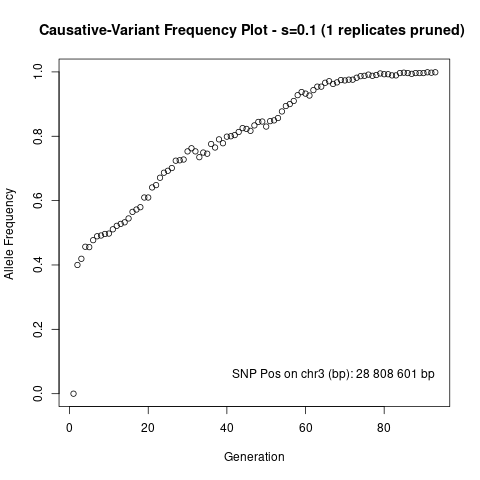 Causative-Variant Frequency Plot - s=0.1 (1 replicates pruned)
Allele Frequency
1.0
0.8
0.6
0.4
0.2
0.0
SNP Pos on chr3 (bp): 28 808 601 bp
0 20 40 60 80
Generation